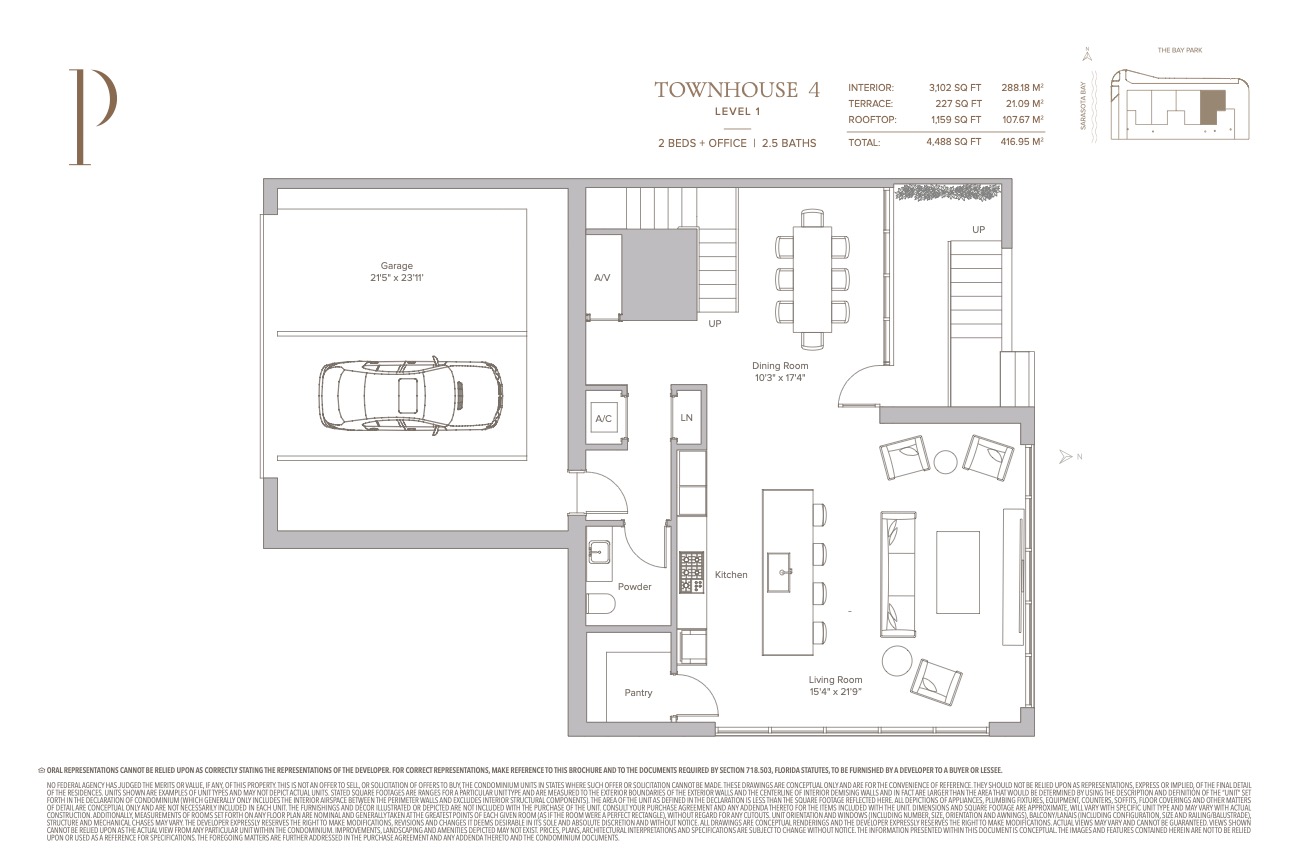 P
TOWNHOUSE 4
LEVEL 1
2 BEDS + OFFICE | 2.5 BATHS
INTERIOR: 3,102 SQ FT 288.18 M²
TERRACE: 227 SQ FT 21.09 M²
ROOFTOP: 1,159 SQ FT 107.67 M²
TOTAL: 4,488 SQ FT 416.95 M²
N
THE BAY PARK
SARASOTA BAY
UP
Garage
21'5" x 23'11'
A/V
UP
Dining Room
10'3" x 17'4"
A/C
LN
N
Kitchen
Powder
Living Room
15'4" x 21'9"
Pantry
ORAL REPRESENTATIONS CANNOT BE RELIED UPON AS CORRECTLY STATING THE REPRESENTATIONS OF THE DEVELOPER. FOR CORRECT REPRESENTATIONS, MAKE REFERENCE TO THIS BROCHURE AND TO THE DOCUMENTS REQUIRED BY SECTION 718.503, FLORIDA STATUTES, TO BE FURNISHED BY A DEVELOPER TO A BUYER OR LESSEE.
NO FEDERAL AGENCY HAS JUDGED THE MERITS OR VALUE, IF ANY, OF THIS PROPERTY. THIS IS NOT AN OFFER TO SELL, OR SOLICITATION OF OFFERS TO BUY, THE CONDOMINIUM UNITS IN STATES WHERE SUCH OFFER OR SOLICITATION CANNOT BE MADE. THESE DRAWINGS ARE CONCEPTUAL ONLY AND ARE FOR THE CONVENIENCE OF REFERENCE. THEY SHOULD NOT BE RELIED UPON AS REPRESENTATIONS, EXPRESS OR IMPLIED, OF THE FINAL DETAIL
OF THE RESIDENCES. UNITS SHOWN ARE EXAMPLES OF UNIT TYPES AND MAY NOT DEPICT ACTUAL UNITS. STATED SQUARE FOOTAGES ARE RANGES FOR A PARTICULAR UNIT TYPE AND ARE MEASURED TO THE EXTERIOR BOUNDARIES OF THE EXTERIOR WALLS AND THE CENTERLINE OF INTERIOR DEMISING WALLS AND IN FACT ARE LARGER THAN THE AREA THAT WOULD BE DETERMINED BY USING THE DESCRIPTION AND DEFINITION OF THE "UNIT" SET
FORTH IN THE DECLARATION OF CONDOMINIUM (WHICH GENERALLY ONLY INCLUDES THE INTERIOR AIRSPACE BETWEEN THE PERIMETER WALLS AND EXCLUDES INTERIOR STRUCTURAL COMPONENTS). THE AREA OF THE UNIT AS DEFINED IN THE DECLARATION IS LESS THAN THE SQUARE FOOTAGE REFLECTED HERE. ALL DEPICTIONS OF APPLIANCES, PLUMBING FIXTURES, EQUIPMENT, COUNTERS, SOFFITS, FLOOR COVERINGS AND OTHER MATTERS
OF DETAIL ARE CONCEPTUAL ONLY AND ARE NOT NECESSARILY INCLUDED IN EACH UNIT. THE FURNISHINGS AND DÉCOR ILLUSTRATED OR DEPICTED ARE NOT INCLUDED WITH THE PURCHASE OF THE UNIT. CONSULT YOUR PURCHASE AGREEMENT AND ANY ADDENDA THERETO FOR THE ITEMS INCLUDED WITH THE UNIT. DIMENSIONS AND SQUARE FOOTAGE ARE APPROXIMATE, AND WILL VARY WITH SPECIFIC UNIT TYPE AND MAY VARY WITH ACTUAL
CONSTRUCTION. ADDITIONALLY, MEASUREMENTS OF ROOMS SET FORTH ON ANY FLOOR PLAN ARE NOMINAL AND GENERALLY TAKEN AT THE GREATEST POINTS OF EACH GIVEN ROOM (AS IF THE ROOM WERE A PERFECT RECTANGLE), WITHOUT REGARD FOR ANY CUTOUTS. UNIT ORIENTATION AND WINDOWS (INCLUDING NUMBER, SIZE, ORIENTATION AND AWNINGS), BALCONY/LANAIS (INCLUDING CONFIGURATION, SIZE AND RAILING/BALUSTRADE),
STRUCTURE AND MECHANICAL CHASES MAY VARY. THE DEVELOPER EXPRESSLY RESERVES THE RIGHT TO MAKE MODIFICATIONS, REVISIONS AND CHANGES IT DEEMS DESIRABLE IN ITS SOLE AND ABSOLUTE DISCRETION AND WITHOUT NOTICE. ALL DRAWINGS ARE CONCEPTUAL RENDERINGS AND THE DEVELOPER EXPRESSLY RESERVES THE RIGHT TO MAKE MODIFICATIONS. ACTUAL VIEWS MAY VARY AND CANNOT BE GUARANTEED. VIEWS SHOWN
CANNOT BE RELIED UPON AS THE ACTUAL VIEW FROM ANY PARTICULAR UNIT WITHIN THE CONDOMINIUM. IMPROVEMENTS, LANDSCAPING AND AMENITIES DEPICTED MAY NOT EXIST. PRICES, PLANS, ARCHITECTURAL INTERPRETATIONS AND SPECIFICATIONS ARE SUBJECT TO CHANGE WITHOUT NOTICE. THE INFORMATION PRESENTED WITHIN THIS DOCUMENT IS CONCEPTUAL. THE IMAGES AND FEATURES CONTAINED HEREIN ARE NOT TO BE RELIED
UPON OR USED AS A REFERENCE FOR SPECIFICATIONS. THE FOREGOING MATTERS ARE FURTHER ADDRESSED IN THE PURCHASE AGREEMENT AND ANY ADDENDA THERETO AND THE CONDOMINIUM DOCUMENTS.